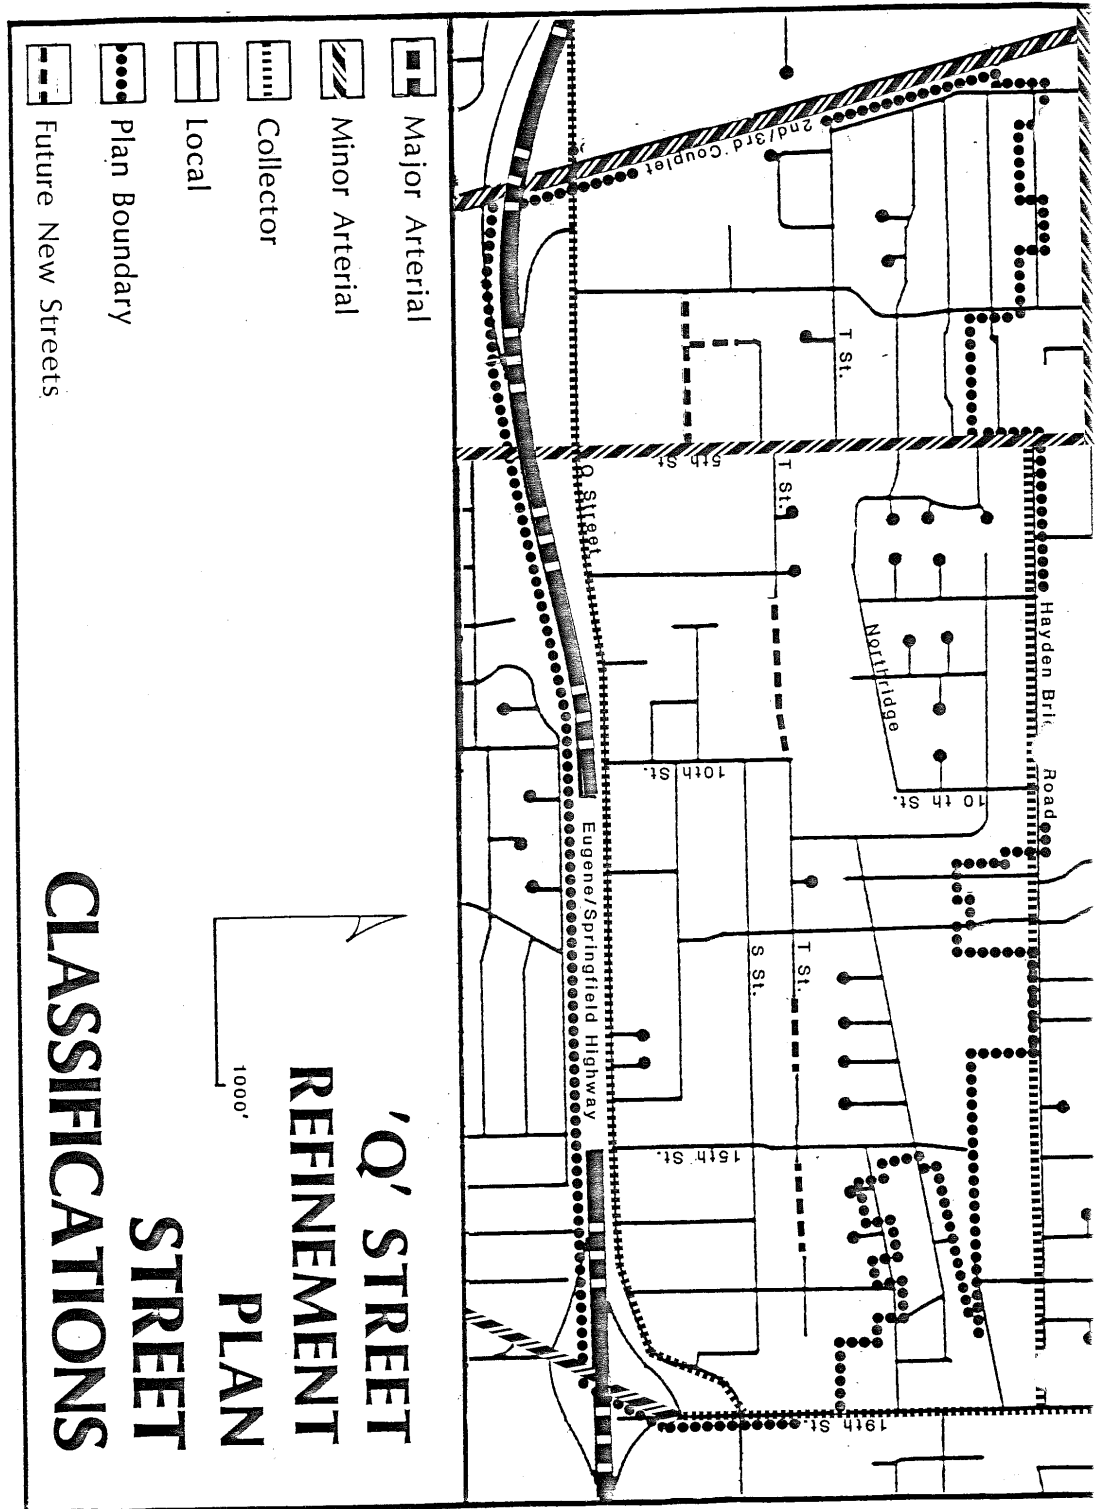 2nd/3rd Couplet
T St.
5th St
Q Street
T St.
Northridge
Hayden Bri
Road
10th St.
10 th St.
Eugene/Springfield Highway
S St.
T St.
15th St.
19th St.
Major Arterial
Minor Arterial
Collector
Local
Plan Boundary
Future New Streets
1000'
'Q' STREET
REFINEMENT
PLAN
STREET
CLASSIFICATIONS